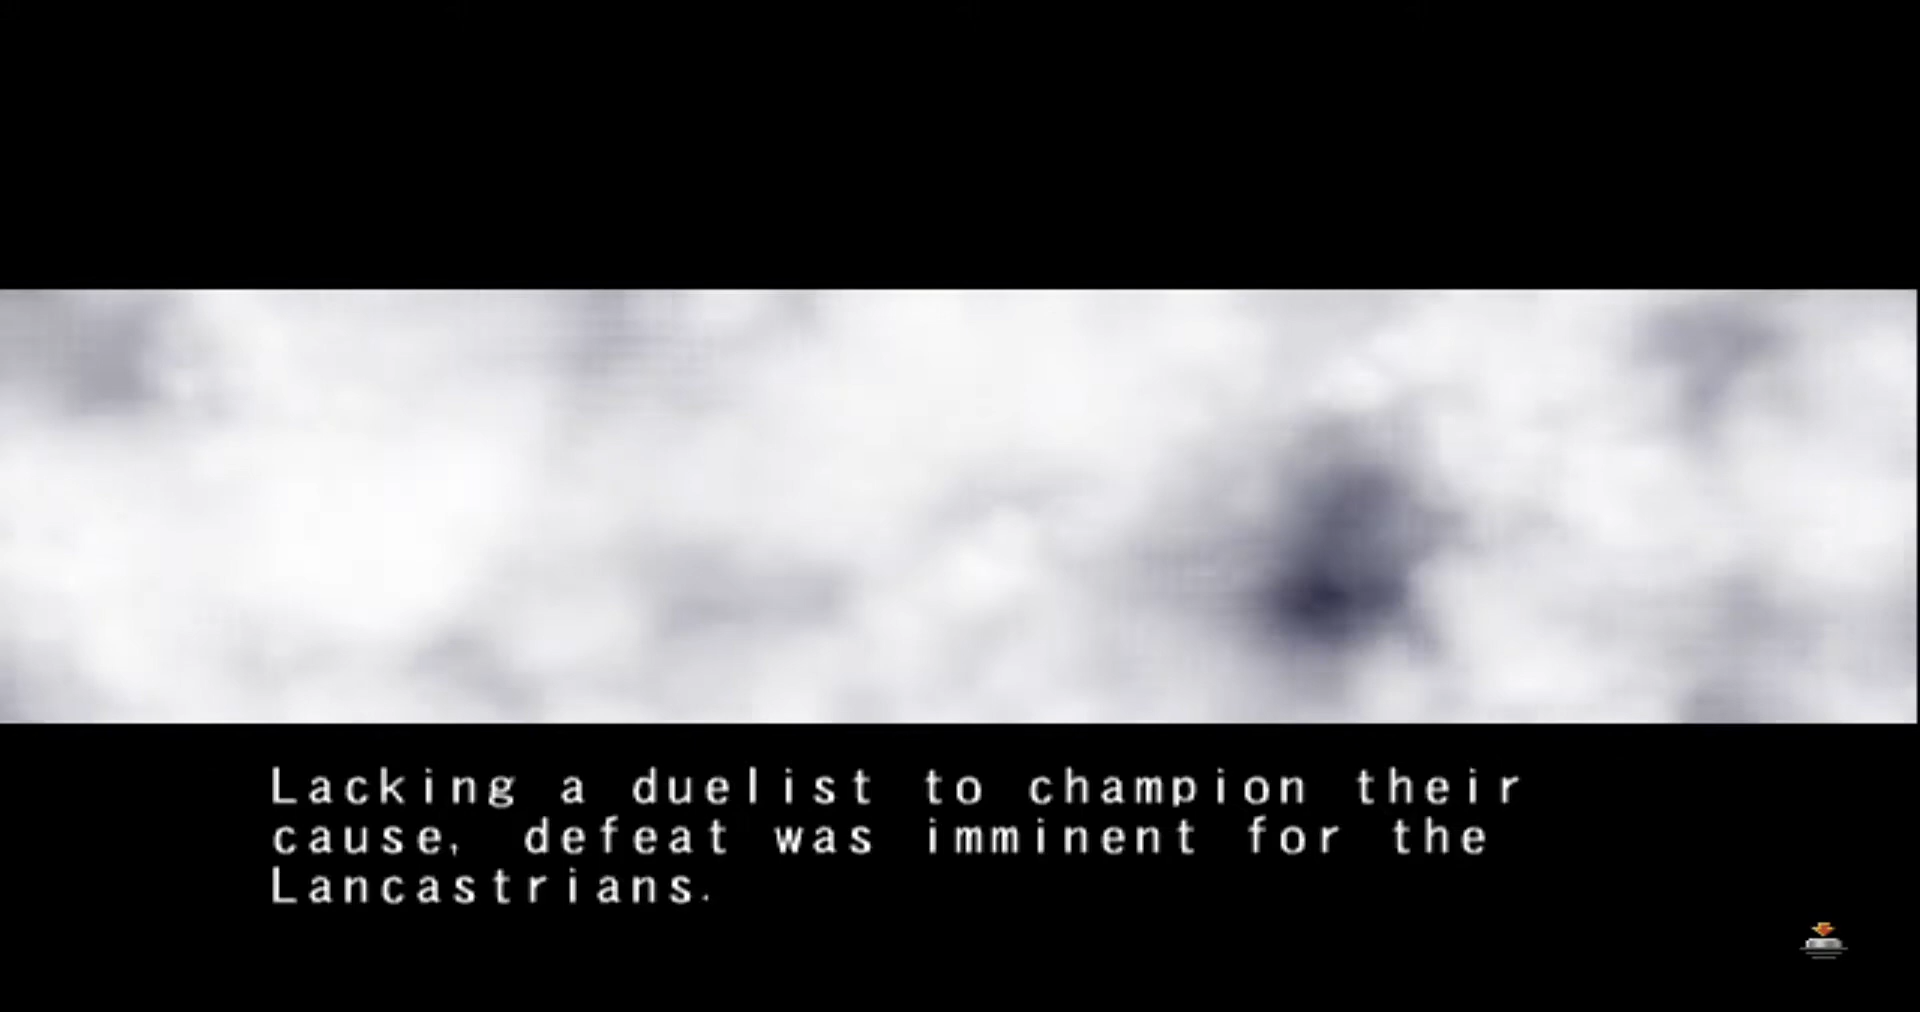 Lacking a duelist to champion their
cause, defeat was imminent for the
Lancastrians.